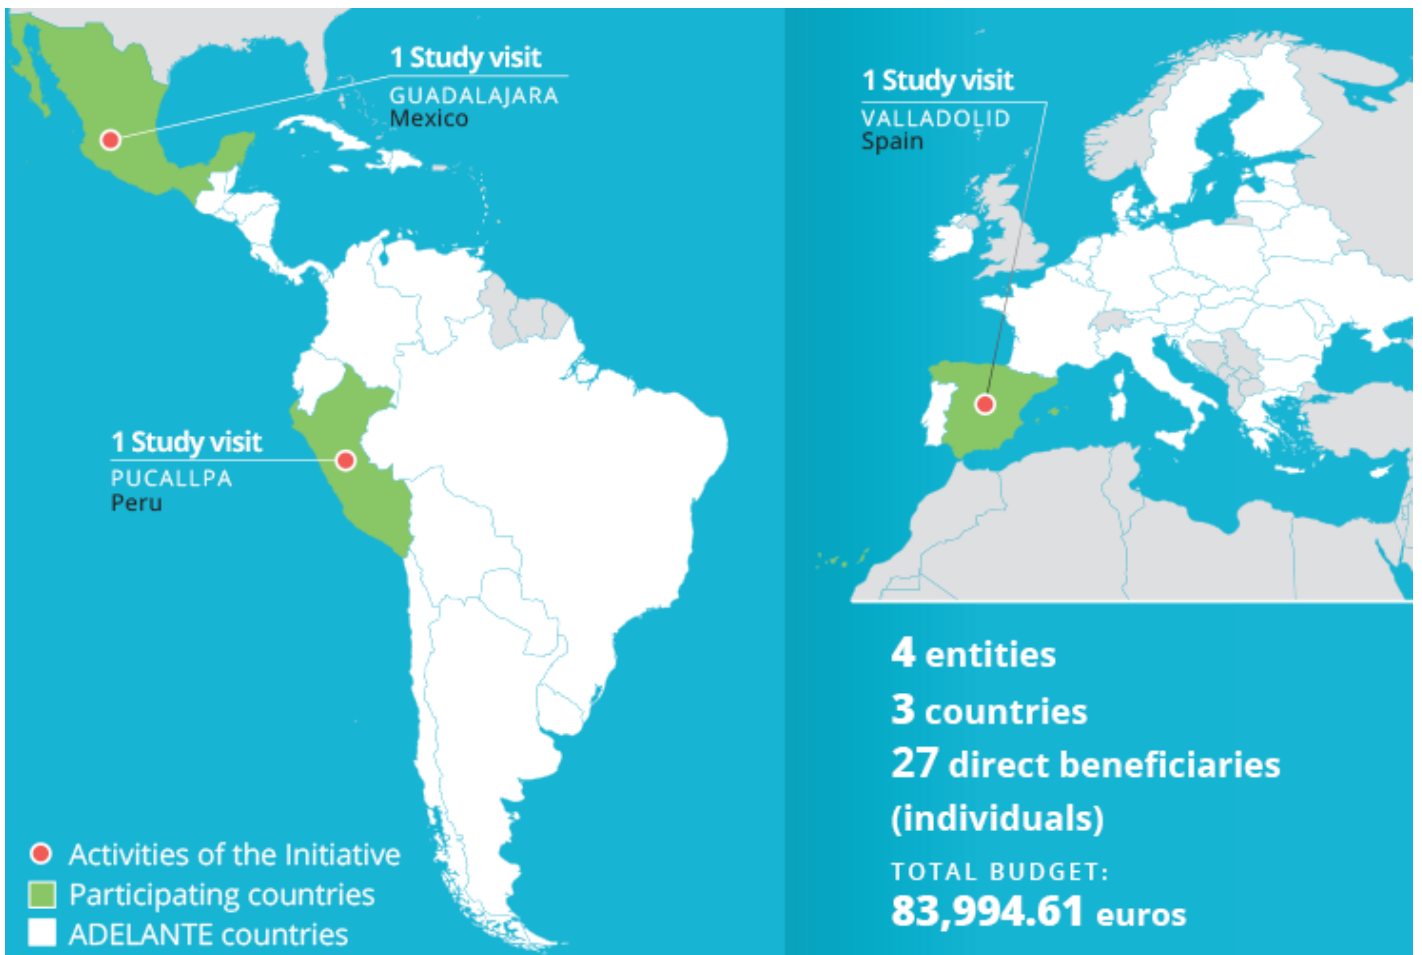 1 Study visit
GUADALAJARA
Mexico
1 Study visit
VALLADOLID
Spain
1 Study visit
PUCALLPA
Peru
Activities of the Initiative
Participating countries
ADELANTE countries
4 entities
3 countries
27 direct beneficiaries
(individuals)
TOTAL BUDGET:
83,994.61 euros